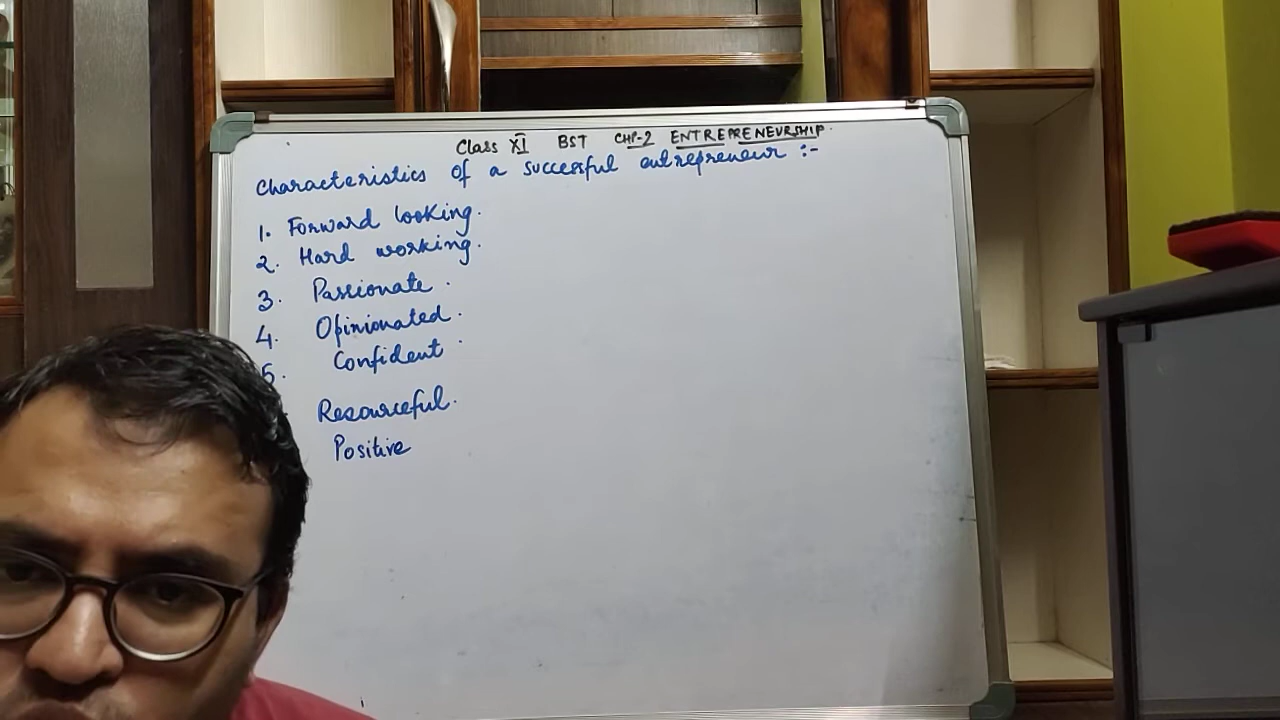 Class XI BST CHP-2 ENTREPRENEURSHIP.
Characteristics of a successful entrepreneur :-
1. Forward looking.
2. Hard working.
3. Passionate.
4. Opinionated.
5. Confident.
Resourceful.
Positive